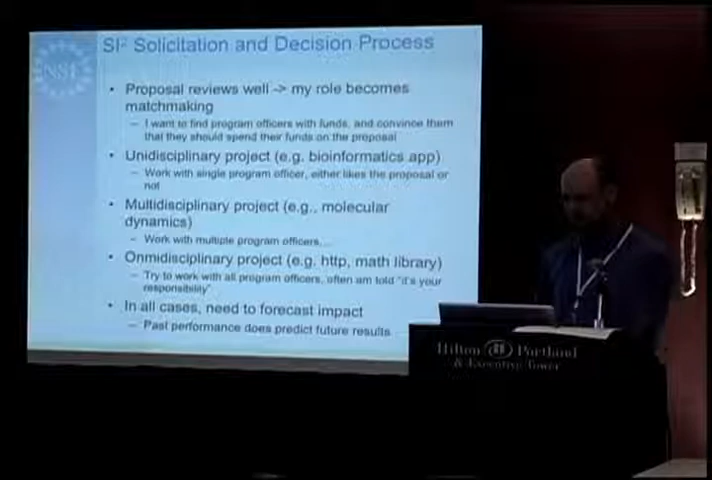 SI² Solicitation and Decision Process
NSF
• Proposal reviews well -> my role becomes
matchmaking
– I want to find program officers with funds, and convince them
that they should spend their funds on the proposal
• Unidisciplinary project (e.g. bioinformatics app)
– Work with single program officer, either likes the proposal or
not
• Multidisciplinary project (e.g., molecular
dynamics)
– Work with multiple program officers...
• Onmidisciplinary project (e.g. http, math library)
– Try to work with all program officers, often am told "it's your
responsibility"
• In all cases, need to forecast impact
– Past performance does predict future results
Hilton Portland
& Executive Tower